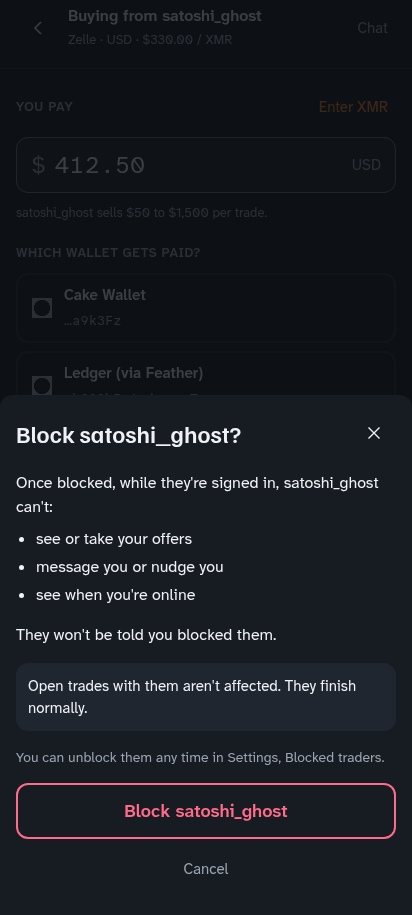 Buying from satoshi_ghost
Zelle · USD · $330.00 / XMR
Chat
YOU PAY
Enter XMR
$ 412.50
USD
satoshi_ghost sells $50 to $1,500 per trade.
WHICH WALLET GETS PAID?
Cake Wallet
…a9k3Fz
Ledger (via Feather)
Block satoshi_ghost?
Once blocked, while they're signed in, satoshi_ghost
can't:
• see or take your offers
• message you or nudge you
• see when you're online
They won't be told you blocked them.
Open trades with them aren't affected. They finish
normally.
You can unblock them any time in Settings, Blocked traders.
Block satoshi_ghost
Cancel